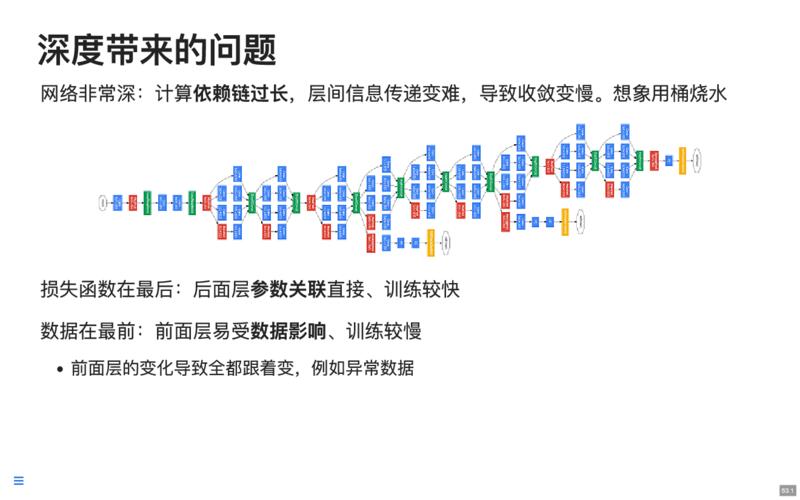 深度带来的问题
网络非常深：计算依赖链过长，层间信息传递变难，导致收敛变慢。想象用桶烧水
损失函数在最后：后面层参数关联直接、训练较快
数据在最前：前面层易受数据影响、训练较慢
前面层的变化导致全都跟着变，例如异常数据
53.1